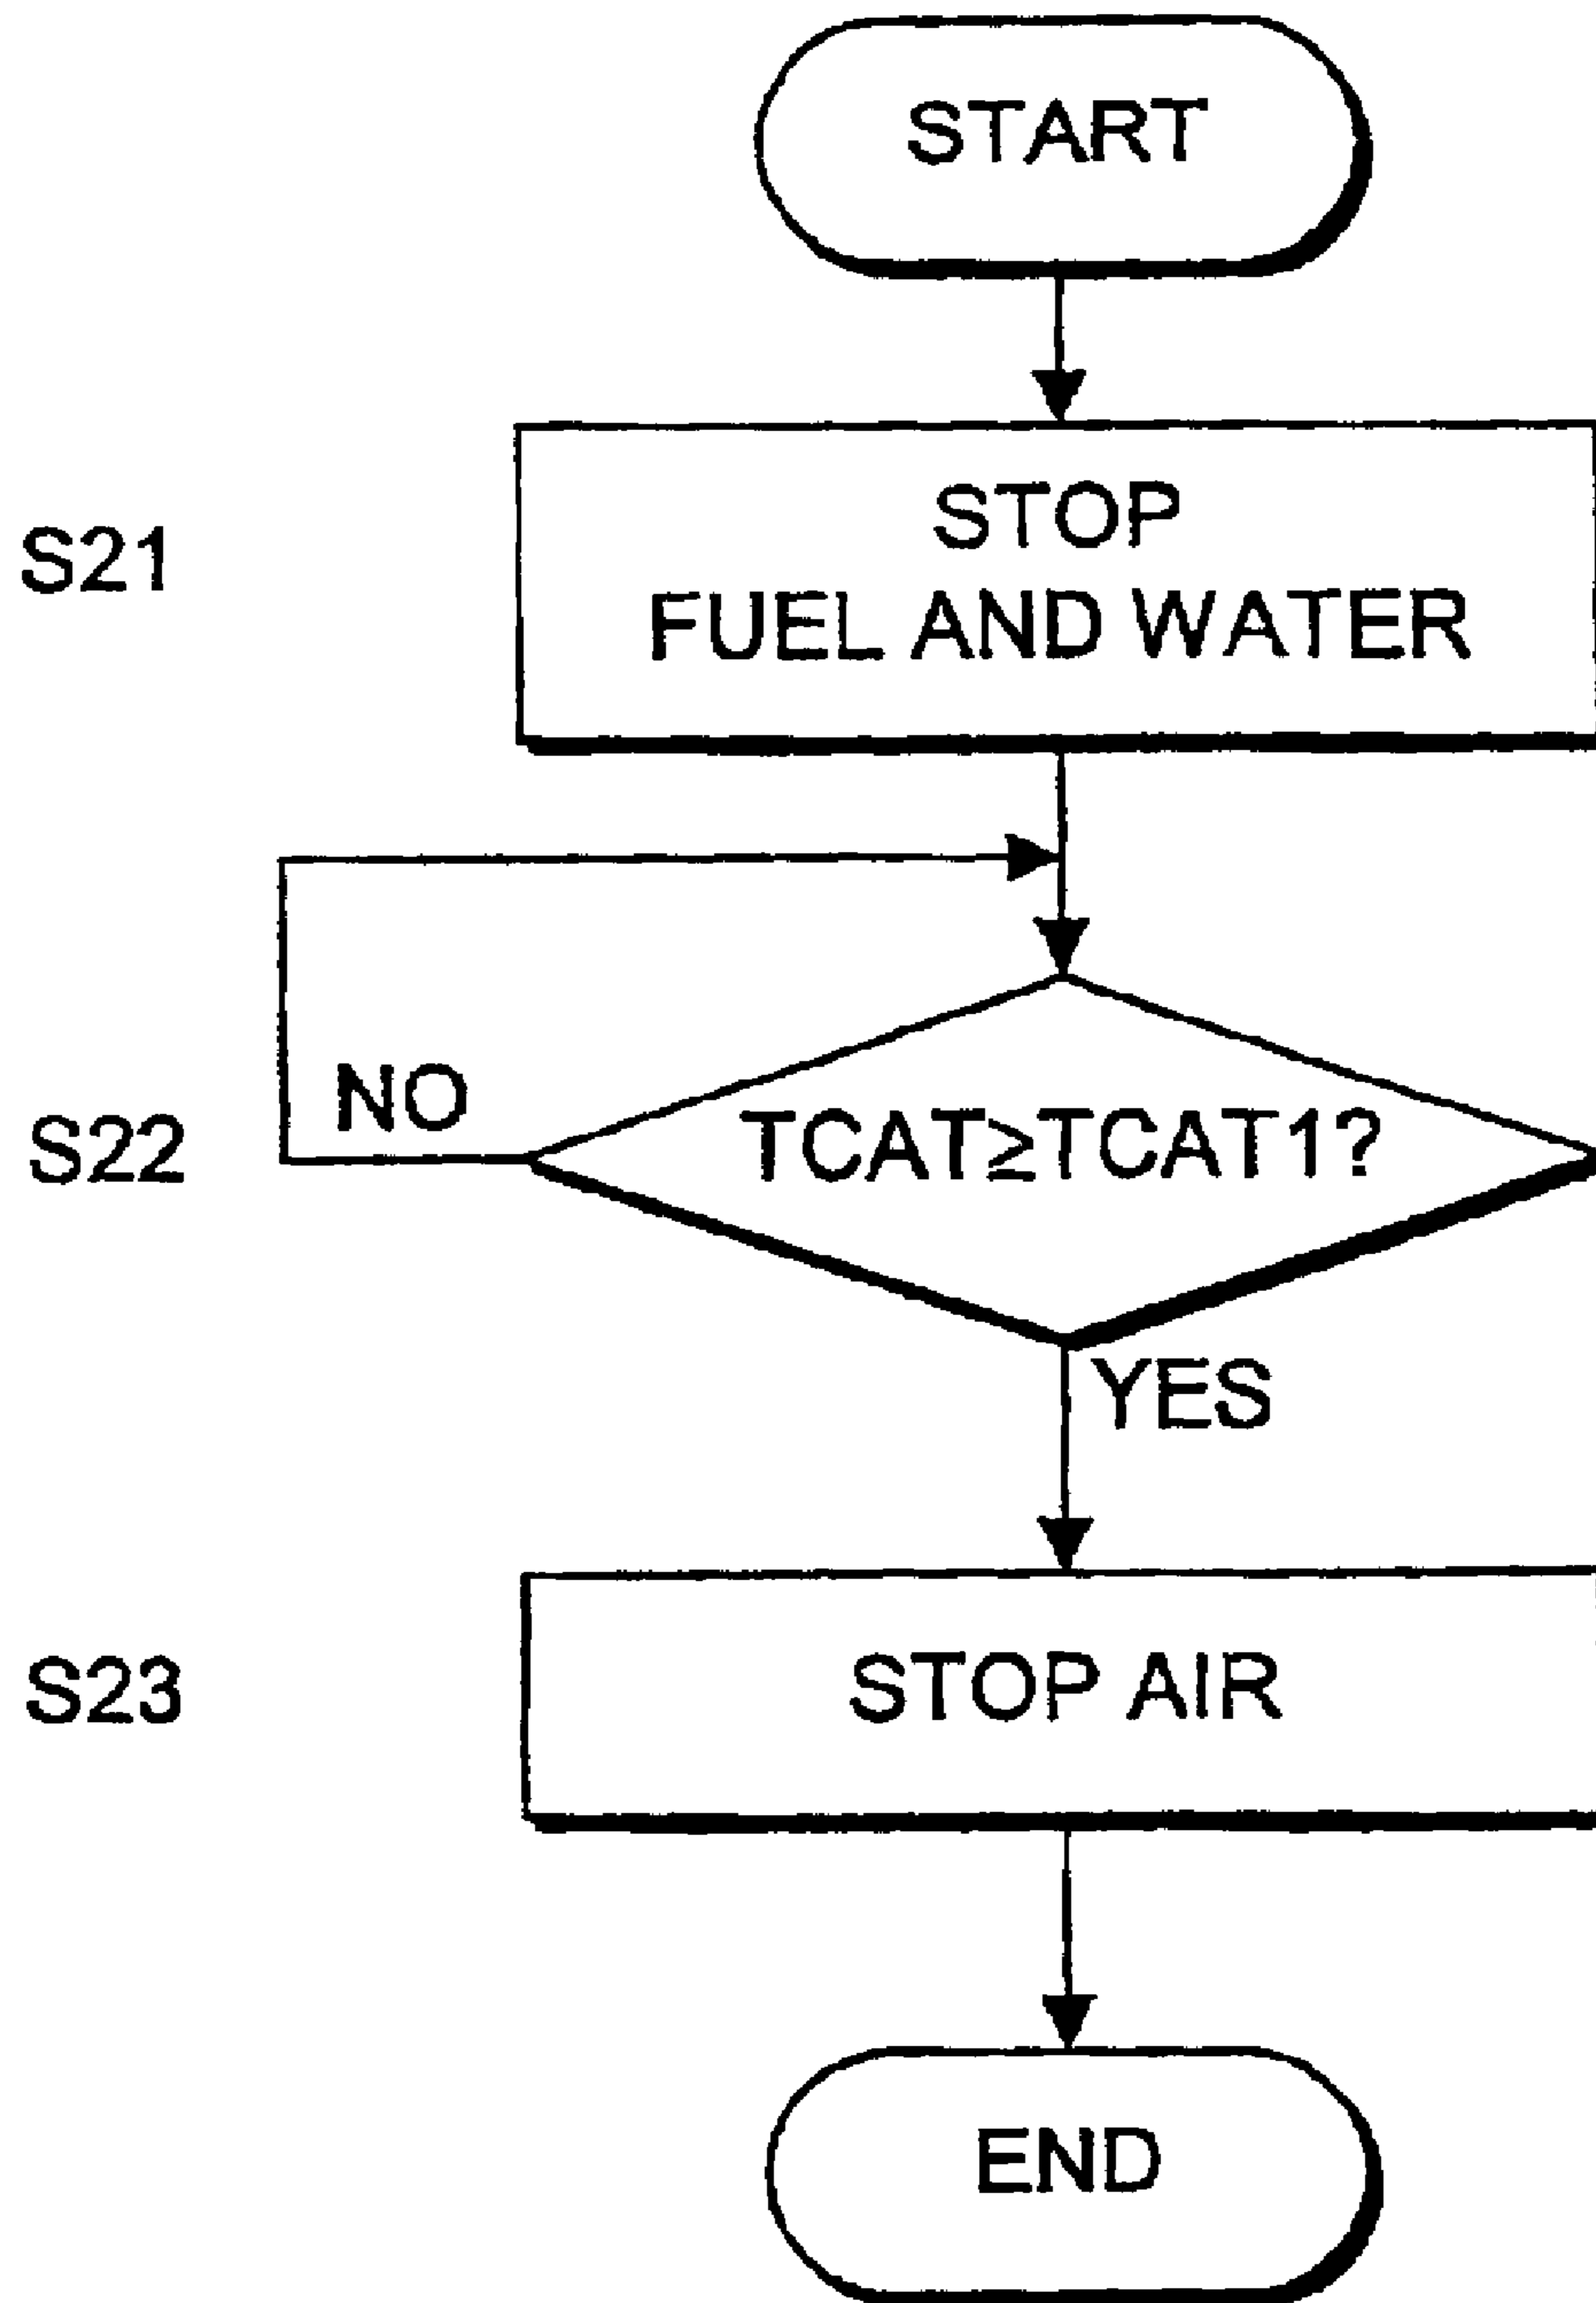 START
S21
STOP
FUEL AND WATER
NO
S22
TCAT≥TCAT1?
YES
S23
STOP AIR
END